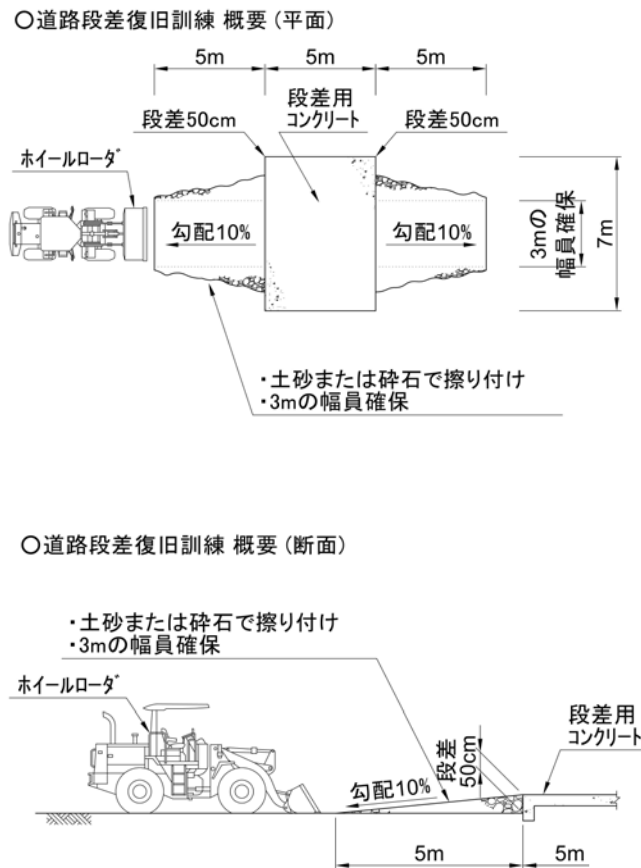 〇道路段差復旧訓練 概要(平面)
5m
5m
5m
段差50cm
段差用
コンクリート
段差50cm
ホイールローダ
勾配10%
勾配10%
3mの
幅員確保
7m
・土砂または砕石で擦り付け
・3mの幅員確保
〇道路段差復旧訓練 概要(断面)
・土砂または砕石で擦り付け
・3mの幅員確保
ホイールローダ
段差
50cm
段差用
コンクリート
勾配10%
5m
5m